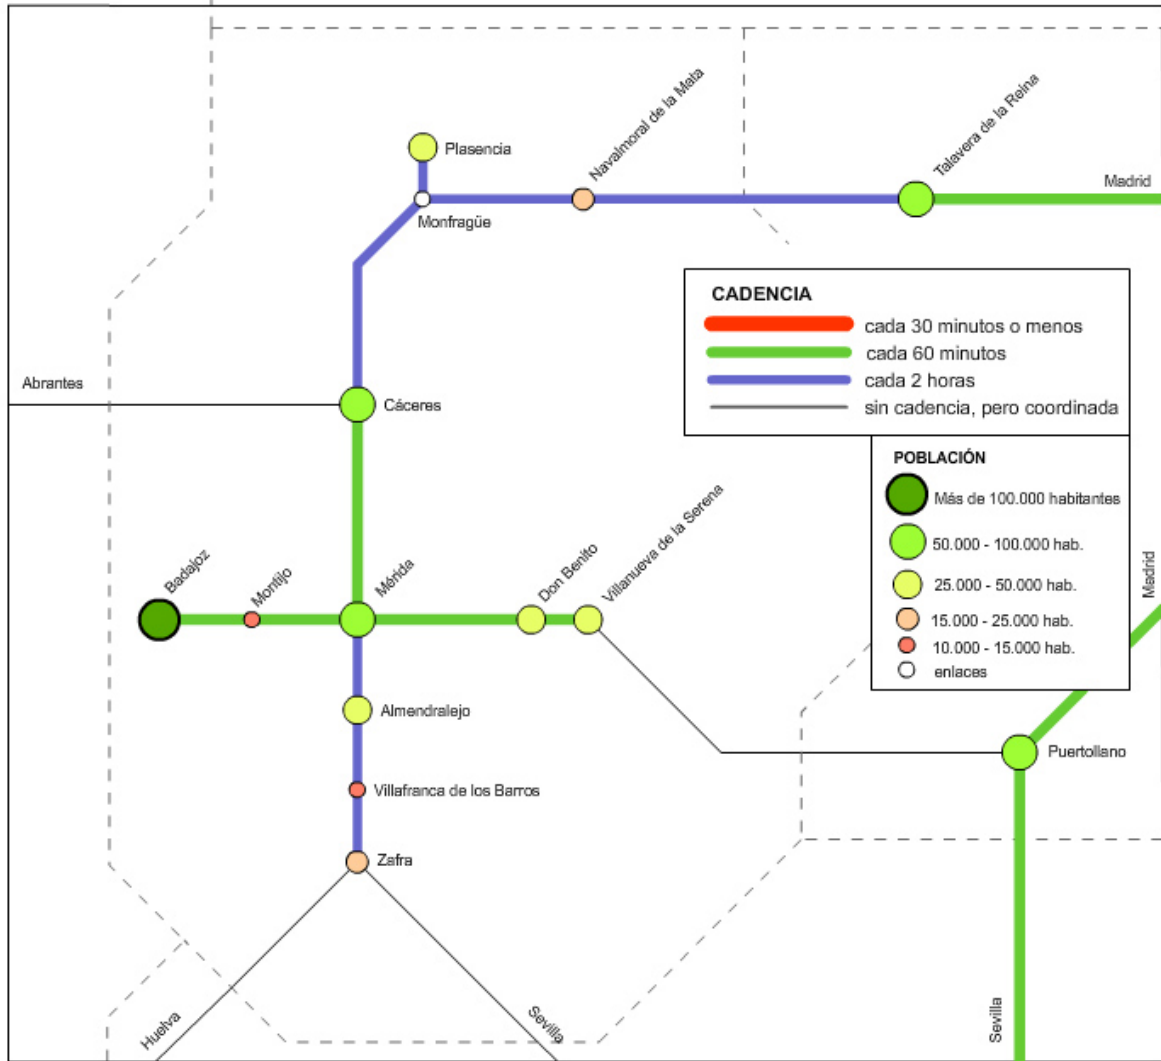 Plasencia
Navalmoral de la Mata
Talavera de la Reina
Madrid
Monfragüe
CADENCIA
cada 30 minutos o menos
cada 60 minutos
cada 2 horas
sin cadencia, pero coordinada
Abrantes
Cáceres
POBLACIÓN
Más de 100.000 habitantes
50.000 - 100.000 hab.
25.000 - 50.000 hab.
15.000 - 25.000 hab.
10.000 - 15.000 hab.
enlaces
Badajoz
Montijo
Mérida
Don Benito
Villanueva de la Serena
Madrid
Almendralejo
Puertollano
Villafranca de los Barros
Zafra
Huelva
Sevilla
Sevilla